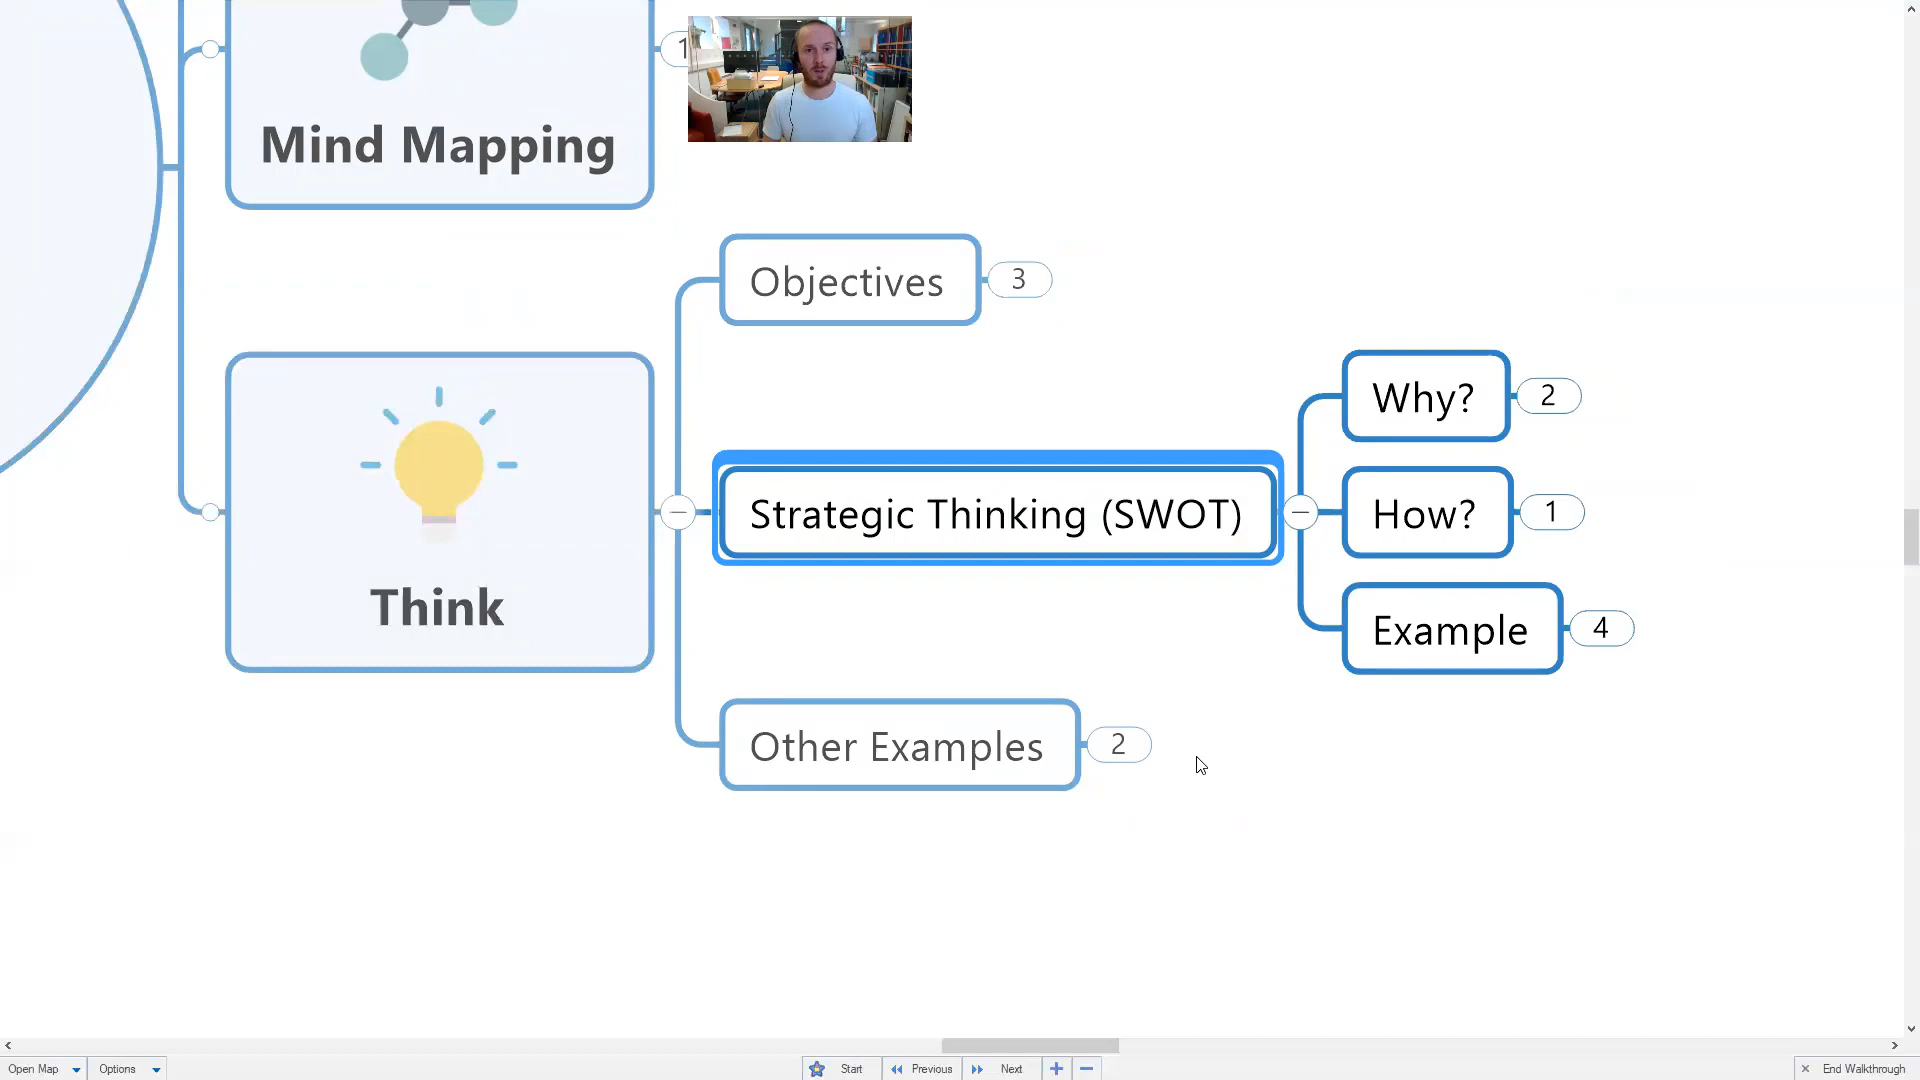 1
Mind Mapping
Objectives
3
Why?
2
Strategic Thinking (SWOT)
How?
1
Think
Example
4
Other Examples
2
Open Map
Options
Start
Previous
Next
End Walkthrough